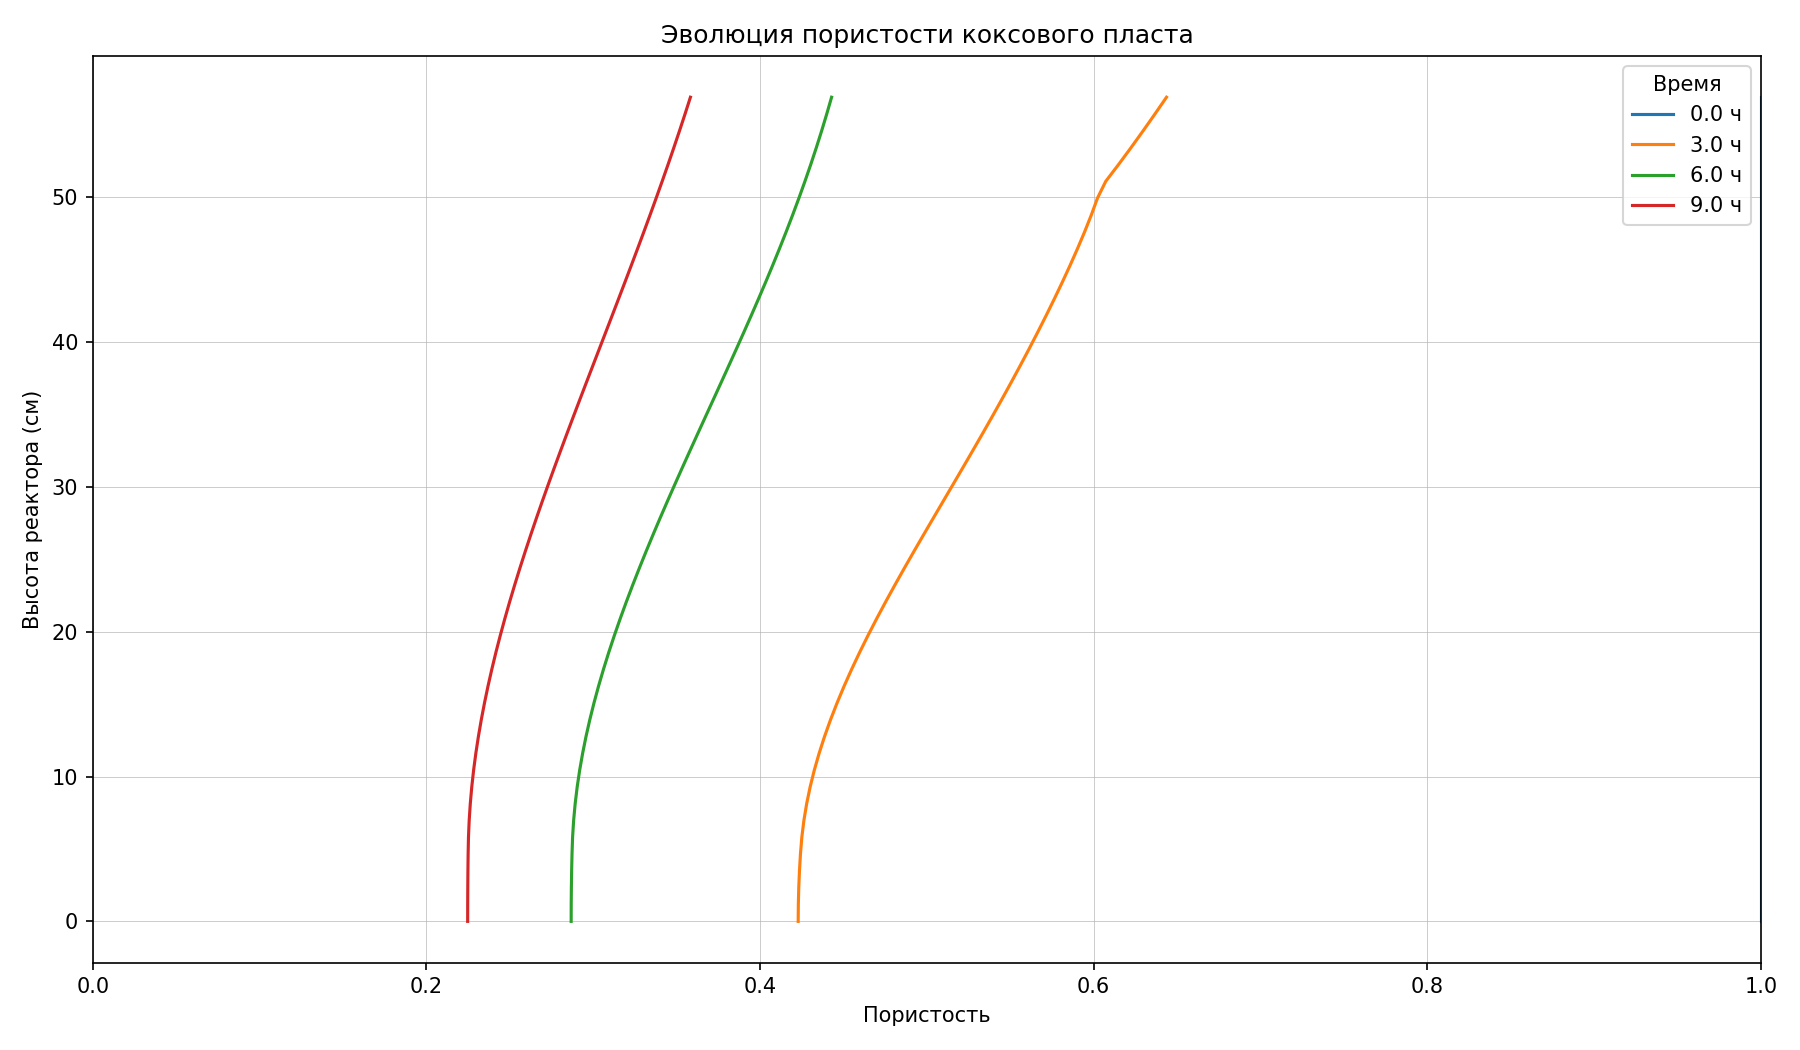 Эволюция пористости коксового пласта
Время
0.0 ч
3.0 ч
6.0 ч
9.0 ч
Высота реактора (см)
50
40
30
20
10
0
0.0 0.2 0.4 0.6 0.8 1.0
Пористость